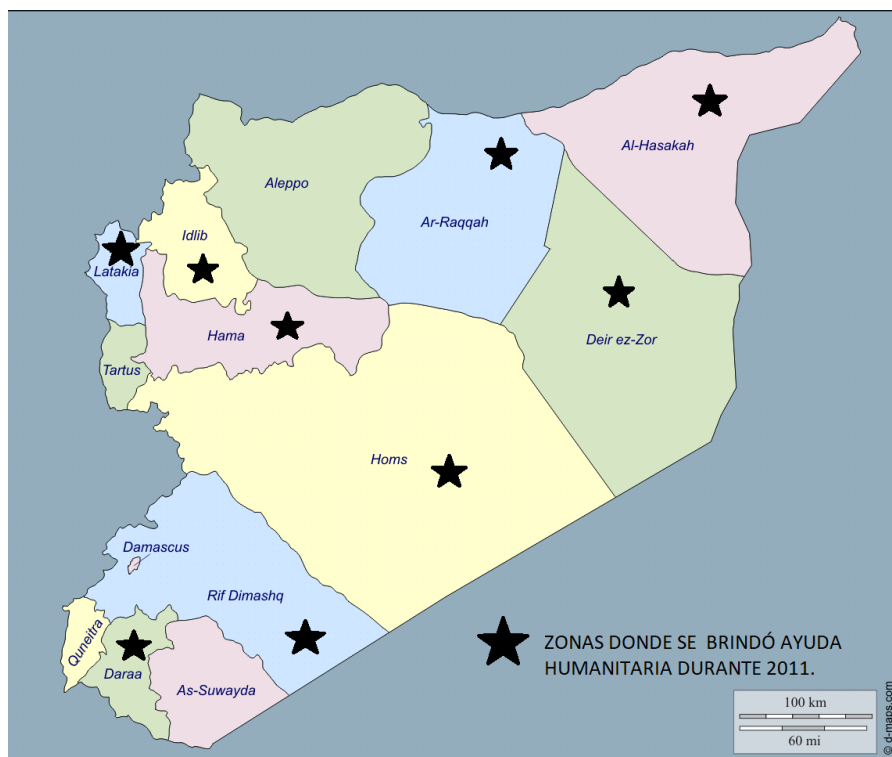 Al-Hasakah
Aleppo
Ar-Raqqah
Idlib
Latakia
Hama
Deir ez-Zor
Tartus
Homs
Damascus
Rif Dimashq
Quneitra
Daraa
As-Suwayda
ZONAS DONDE SE BRINDÓ AYUDA
HUMANITARIA DURANTE 2011.
100 km
60 mi
© d-maps.com